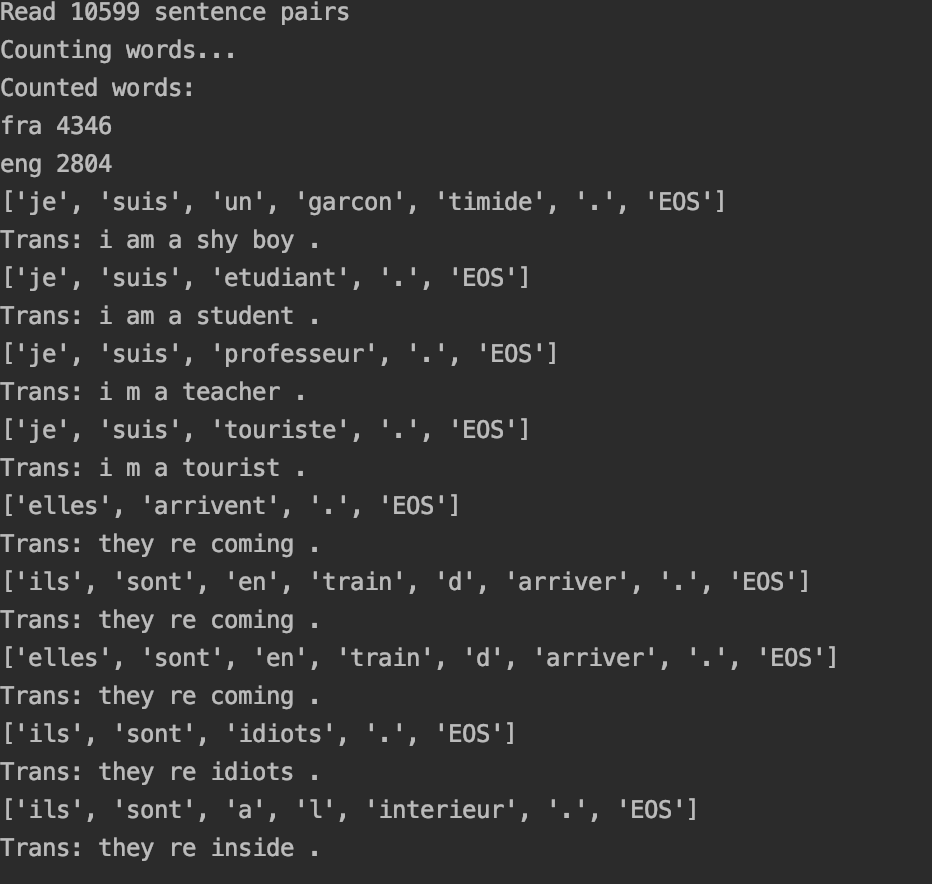 Read 10599 sentence pairs
Counting words...
Counted words:
fra 4346
eng 2804
['je', 'suis', 'un', 'garcon', 'timide', '.', 'EOS']
Trans: i am a shy boy .
['je', 'suis', 'etudiant', '.', 'EOS']
Trans: i am a student .
['je', 'suis', 'professeur', '.', 'EOS']
Trans: i m a teacher .
['je', 'suis', 'touriste', '.', 'EOS']
Trans: i m a tourist .
['elles', 'arrivent', '.', 'EOS']
Trans: they re coming .
['ils', 'sont', 'en', 'train', 'd', 'arriver', '.', 'EOS']
Trans: they re coming .
['elles', 'sont', 'en', 'train', 'd', 'arriver', '.', 'EOS']
Trans: they re coming .
['ils', 'sont', 'idiots', '.', 'EOS']
Trans: they re idiots .
['ils', 'sont', 'a', 'l', 'interieur', '.', 'EOS']
Trans: they re inside .